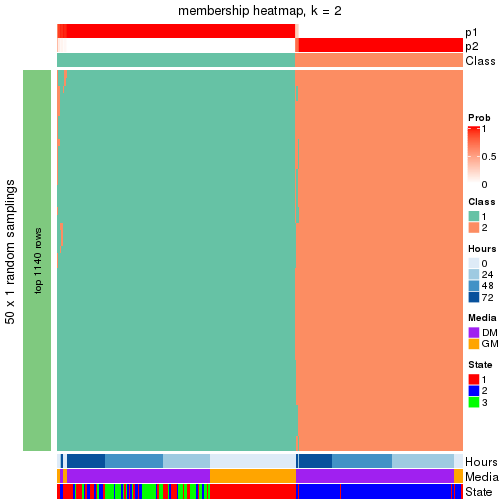 membership heatmap, k = 2
p1
p2
Class
50 x 1 random samplings
top 1140 rows
Prob
1
0.5
0
Class
1
2
Hours
0
24
48
72
Media
DM
GM
State
1
2
3
Hours
Media
State